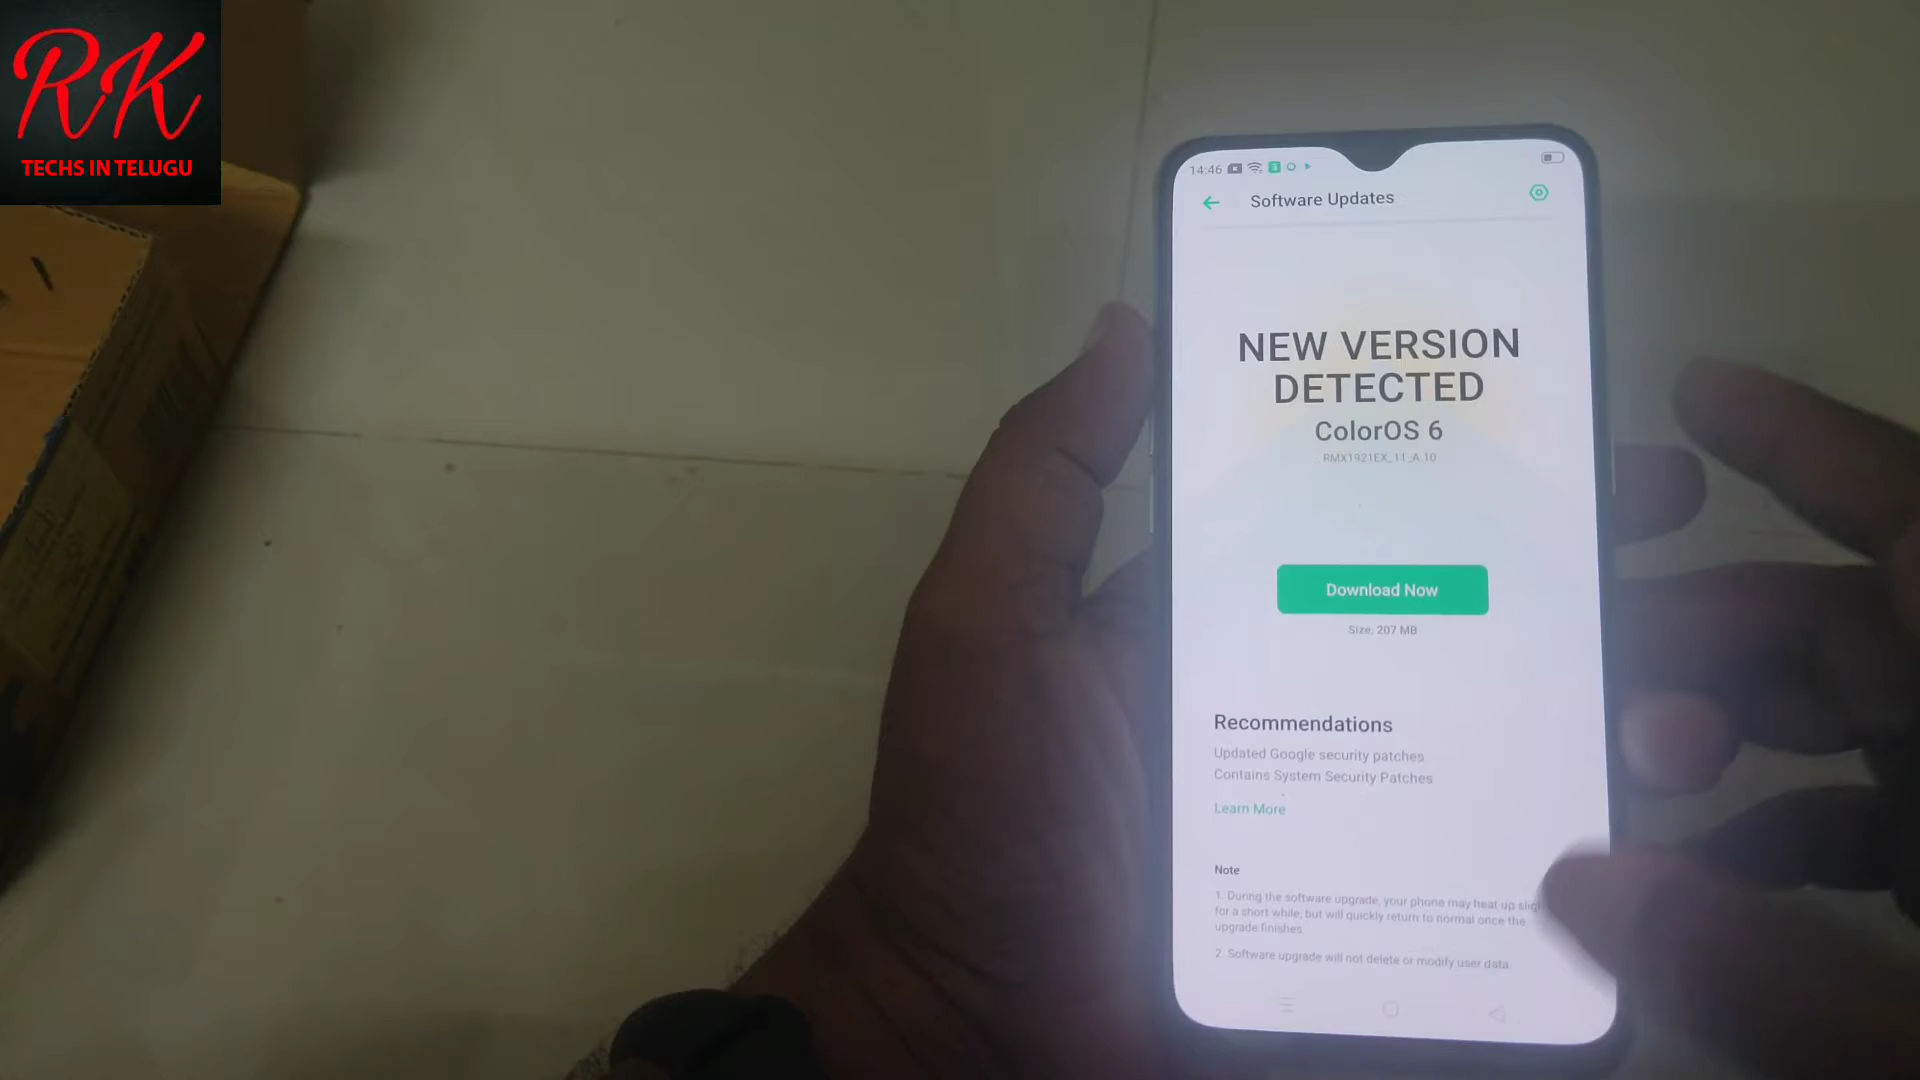 RK
TECHS IN TELUGU
14:46
Software Updates
NEW VERSION
DETECTED
ColorOS 6
RMX1921EX_11_A.10
Download Now
Size: 207 MB
Recommendations
Updated Google security patches
Contains System Security Patches
Learn More
Note
1. During the software upgrade, your phone may heat up
for a short while, but will quickly return to normal once the
upgrade finishes.
2. Software upgrade will not delete or modify user data.